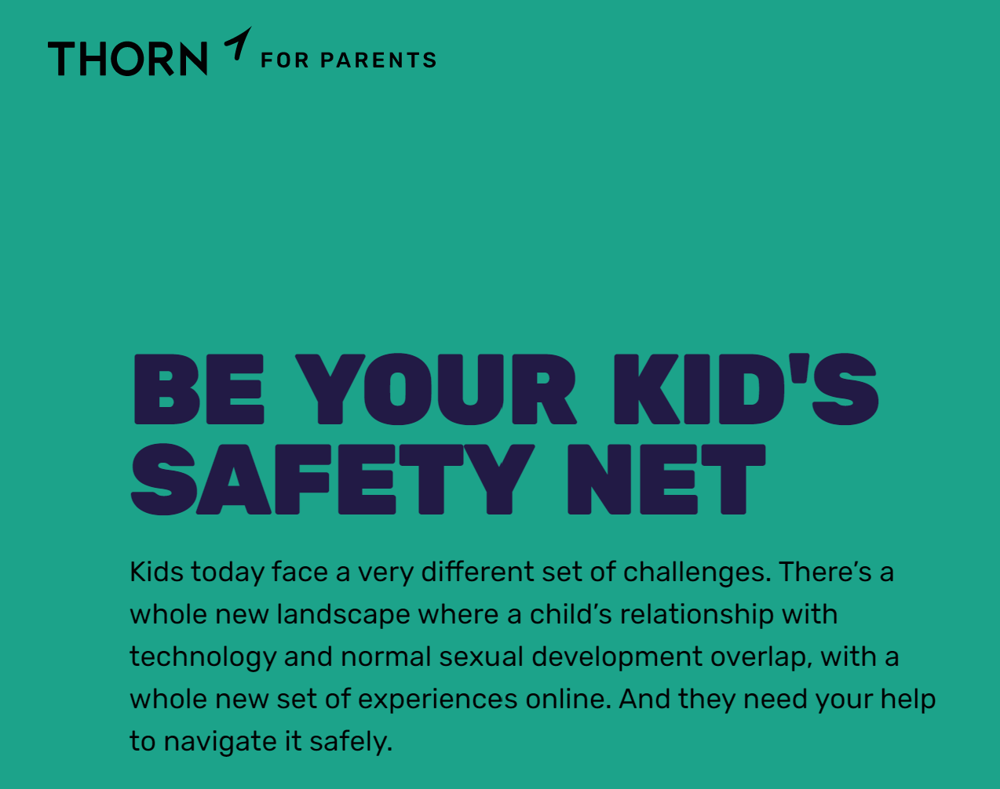 THORN FOR PARENTS
BE YOUR KID'S
SAFETY NET
Kids today face a very different set of challenges. There’s a
whole new landscape where a child’s relationship with
technology and normal sexual development overlap, with a
whole new set of experiences online. And they need your help
to navigate it safely.